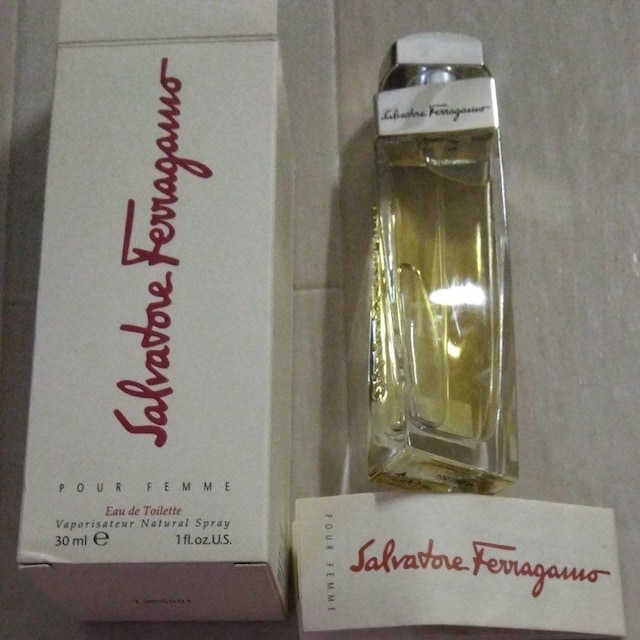 Salvatore Ferragamo
POUR FEMME
Eau de Toilette
Vaporisateur Natural Spray
30 ml ℮ 1 fl.oz.U.S.
Salvatore Ferragamo
POUR FEMME
Salvatore Ferragamo